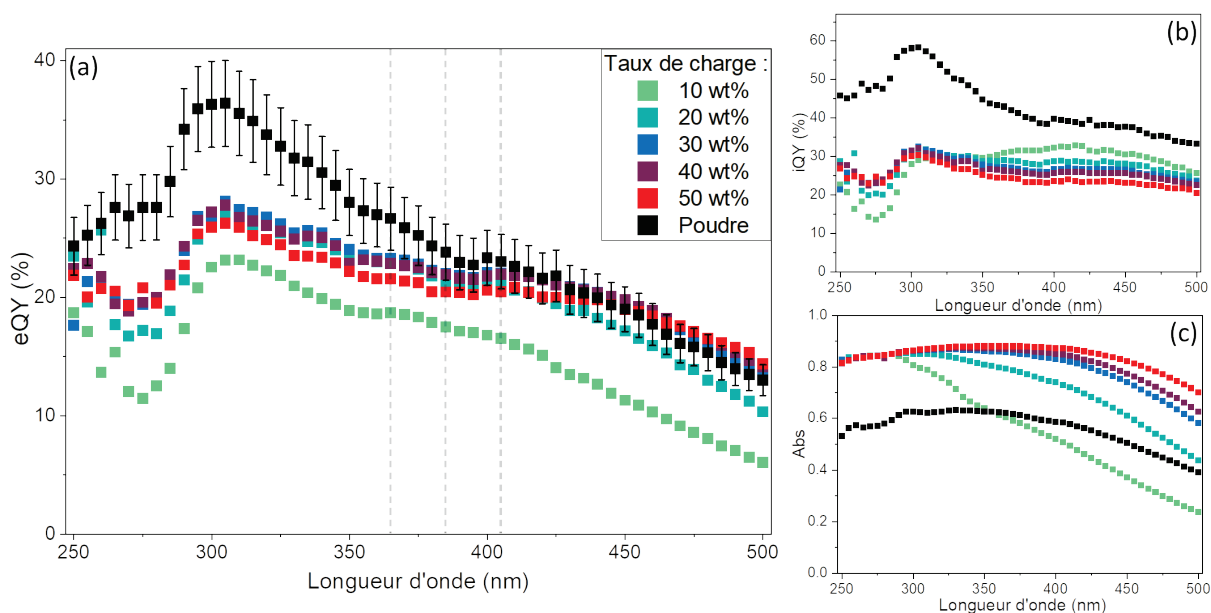 (a)
40
30
20
10
0
eQY (%)
250
300
350
400
450
500
Longueur d'onde (nm)
Taux de charge :
10 wt%
20 wt%
30 wt%
40 wt%
50 wt%
Poudre
(b)
60
50
40
30
20
10
0
iQY (%)
250
300
350
400
450
500
Longueur d'onde (nm)
(c)
1.0
0.8
0.6
0.4
0.2
0.0
Abs
250
300
350
400
450
500
Longueur d'onde (nm)